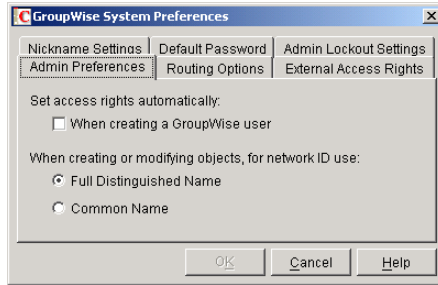 GroupWise System Preferences
Nickname Settings Default Password Admin Lockout Settings
Admin Preferences Routing Options External Access Rights
Set access rights automatically:
When creating a GroupWise user
When creating or modifying objects, for network ID use:
Full Distinguished Name
Common Name
OK Cancel Help